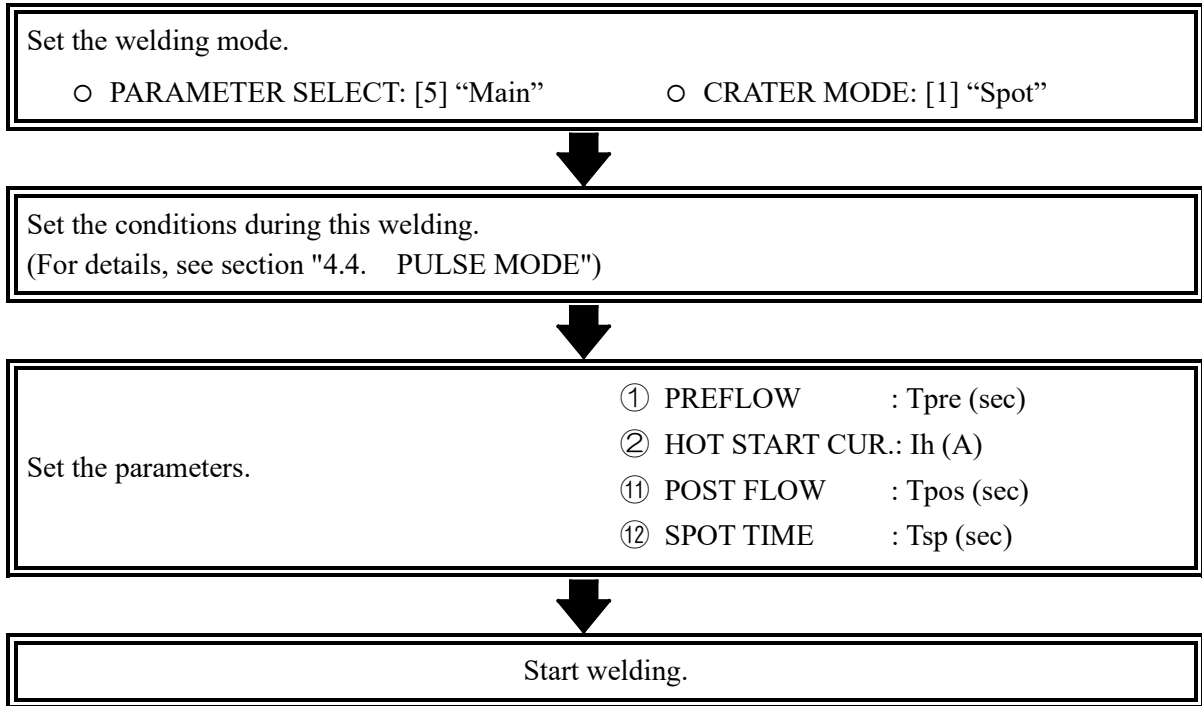 Set the welding mode.
○ PARAMETER SELECT: [5] “Main” ○ CRATER MODE: [1] “Spot”
Set the conditions during this welding.
(For details, see section "4.4. PULSE MODE")
Set the parameters.
① PREFLOW : Tpre (sec)
② HOT START CUR.: Ih (A)
⑪ POST FLOW : Tpos (sec)
⑫ SPOT TIME : Tsp (sec)
Start welding.